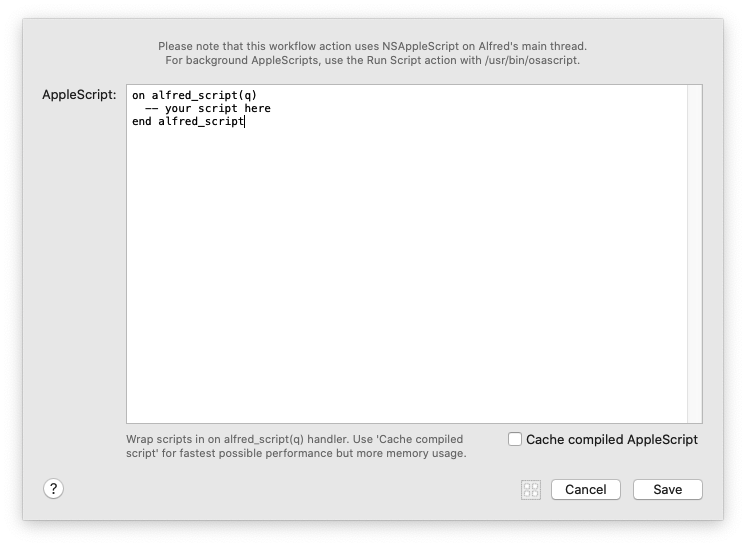 Please note that this workflow action uses NSAppleScript on Alfred's main thread.
For background AppleScripts, use the Run Script action with /usr/bin/osascript.
AppleScript:
on alfred_script(q)
  -- your script here
end alfred_script
Wrap scripts in on alfred_script(q) handler. Use 'Cache compiled
script' for fastest possible performance but more memory usage.
Cache compiled AppleScript
?
Cancel
Save